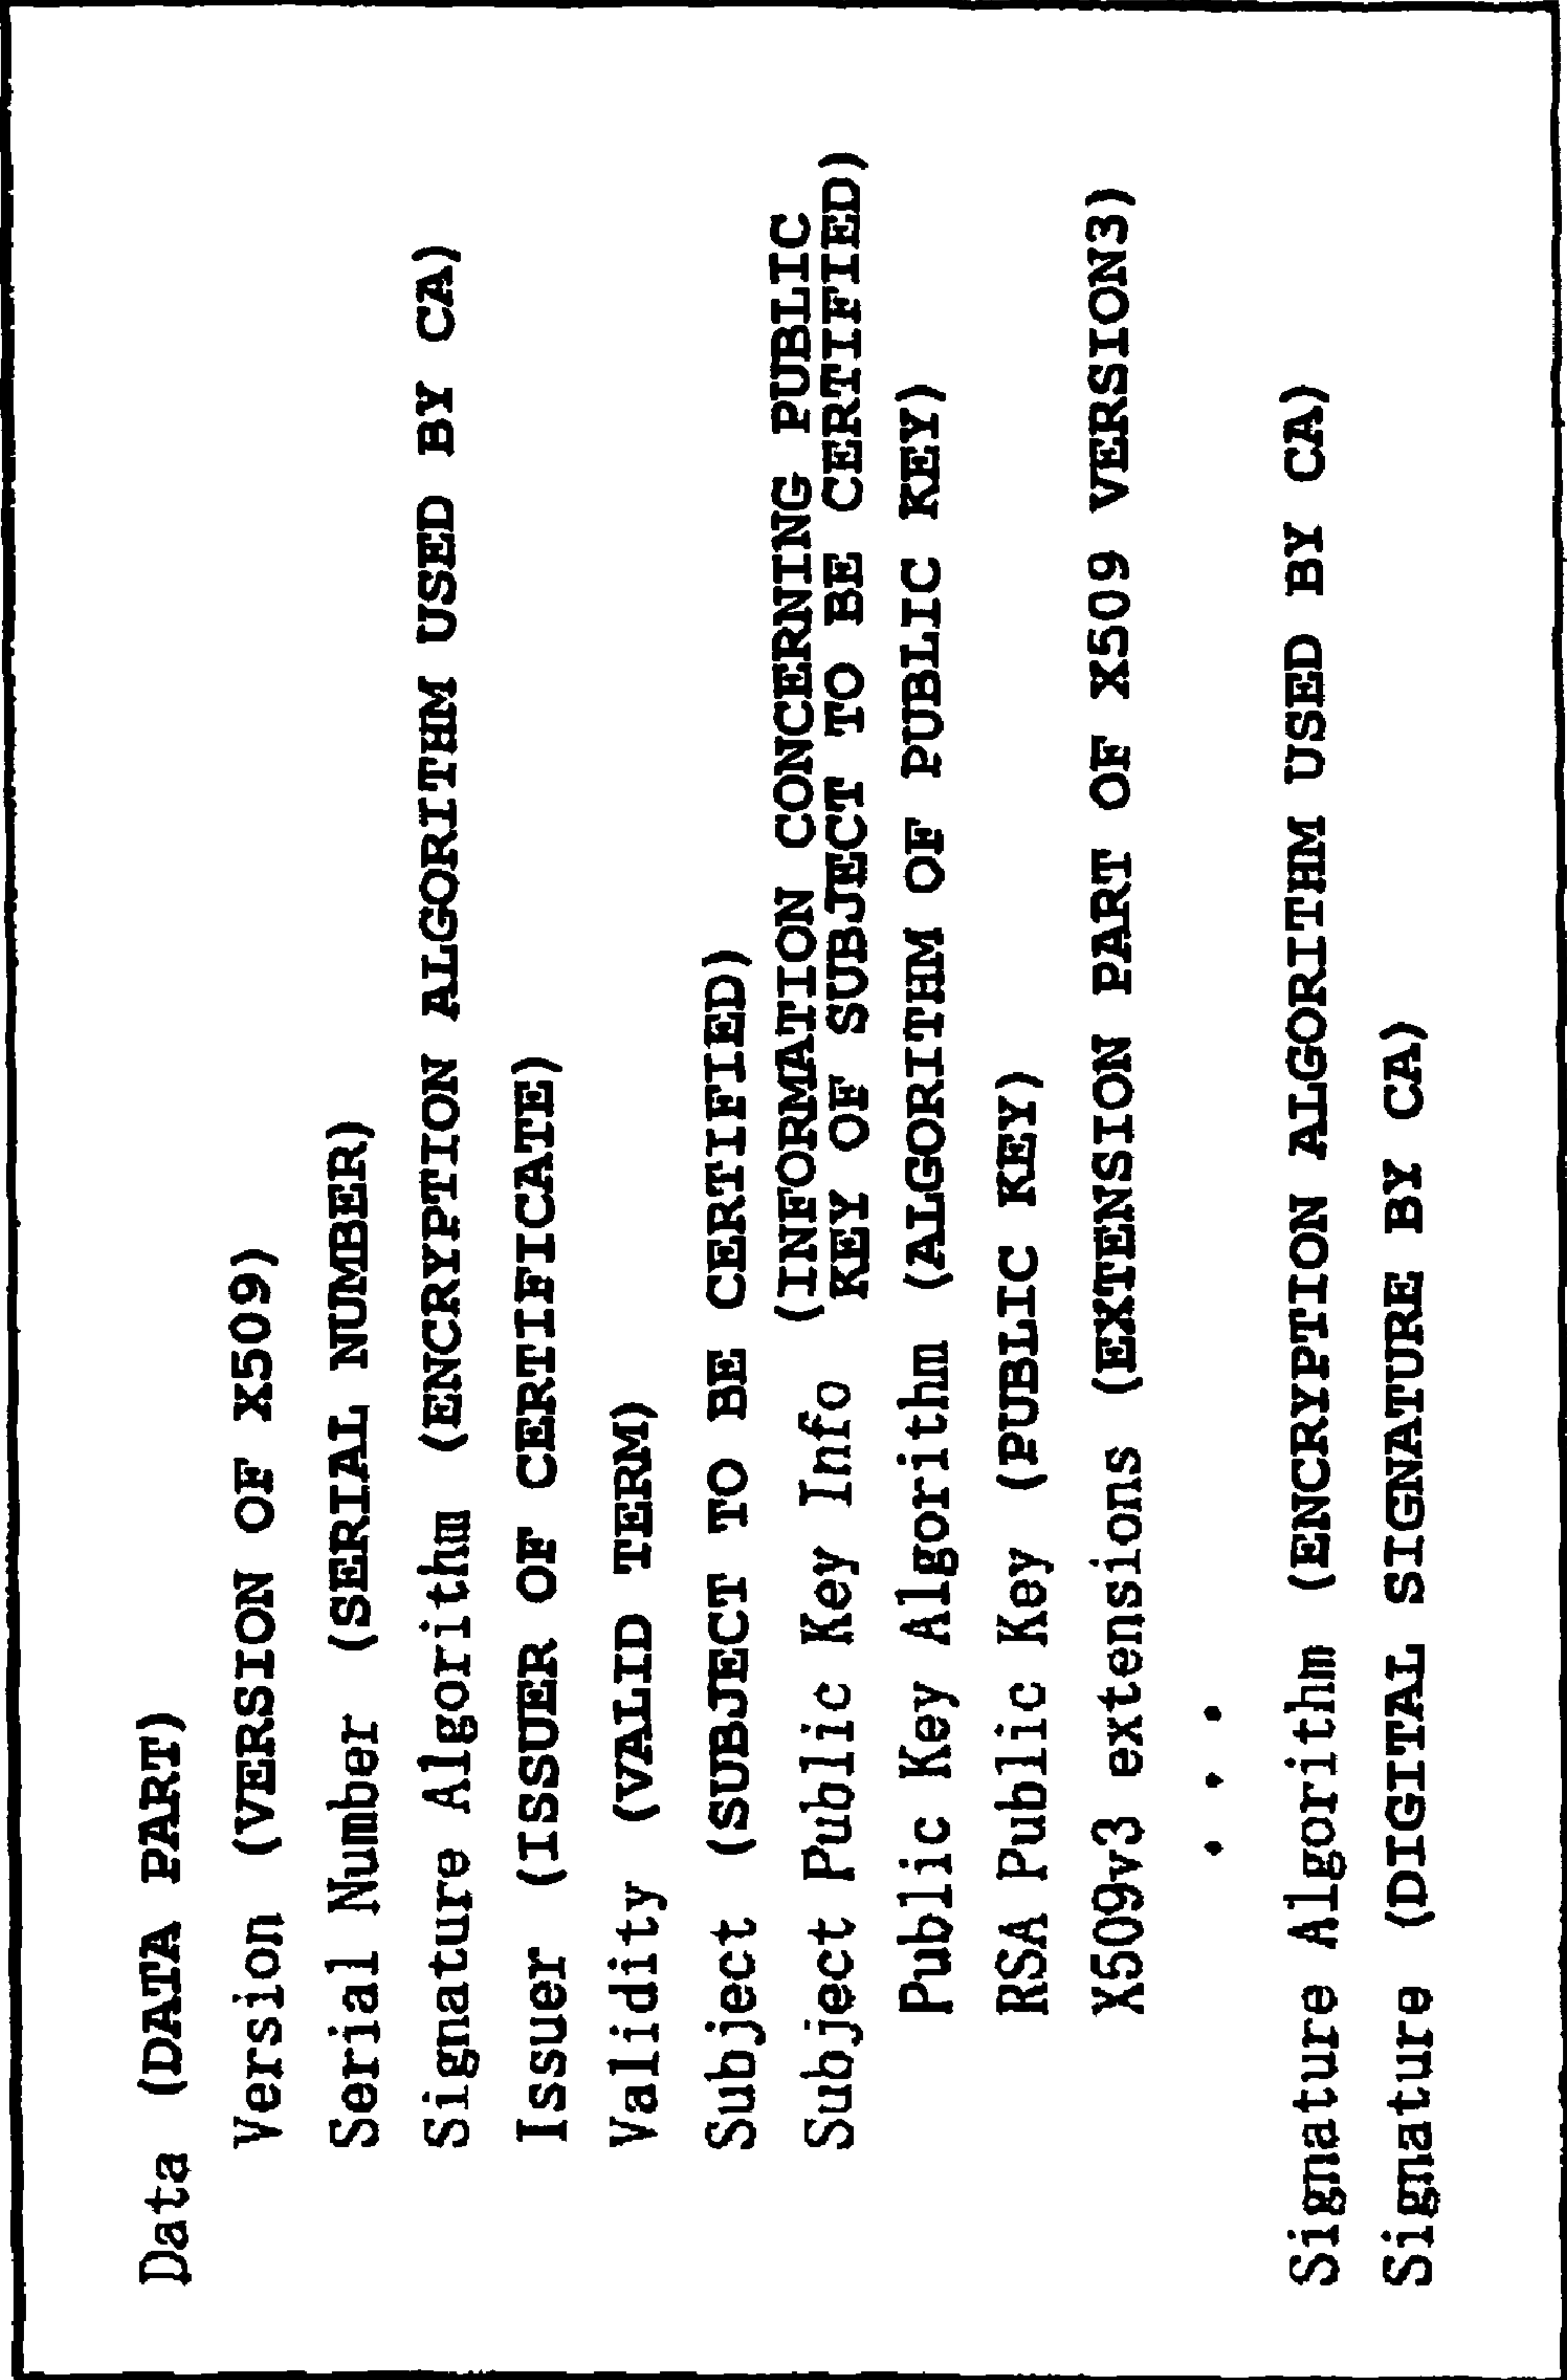 Data (DATA PART)
Version (VERSION OF X509)
Serial Number (SERIAL NUMBER)
Signature Algorithm (ENCRYPTION ALGORITHM USED BY CA)
Issuer (ISSUER OF CERTIFICATE)
Validity (VALID TERM)
Subject (SUBJECT TO BE CERTIFIED)
Subject Public Key Info (INFORMATION CONCERNING PUBLIC
KEY OF SUBJECT TO BE CERTIFIED)
Public Key Algorithm (ALGORITHM OF PUBLIC KEY)
RSA Public Key (PUBLIC KEY)
X509v3 extensions (EXTENSION PART OF X509 VERSION3)
. . .
Signature Algorithm (ENCRYPTION ALGORITHM USED BY CA)
Signature (DIGITAL SIGNATURE BY CA)